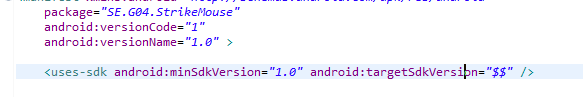 package="SE.G04.StrikeMouse"
android:versionCode="1"
android:versionName="1.0" >
<uses-sdk android:minSdkVersion="1.0" android:targetSdkVersion="$$" />